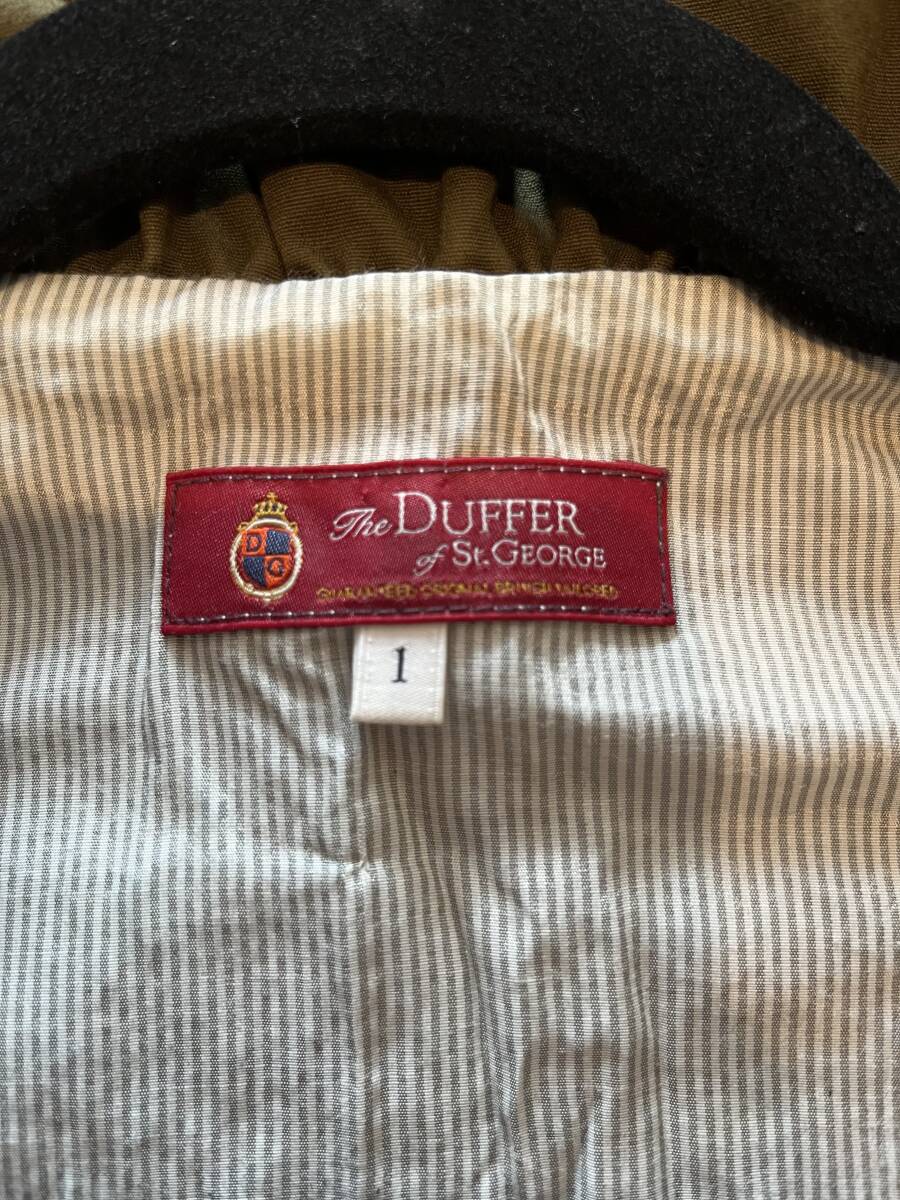 The DUFFER
of St. GEORGE
GUARANTEED ORIGINAL BRITISH TAILORED
D
G
1